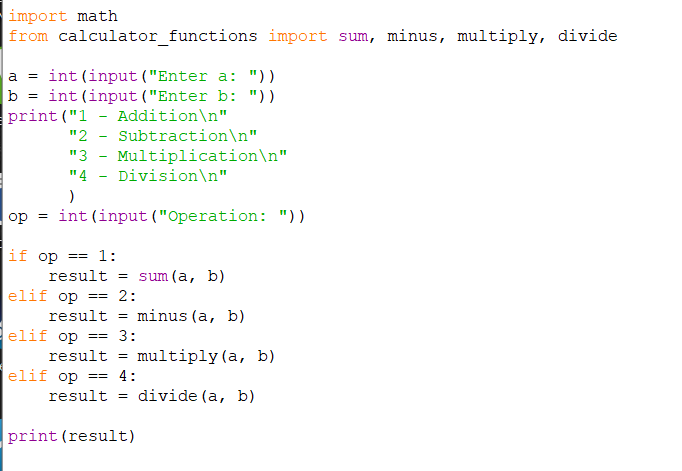 import math
from calculator_functions import sum, minus, multiply, divide

a = int(input("Enter a: "))
b = int(input("Enter b: "))
print("1 - Addition\n"
      "2 - Subtraction\n"
      "3 - Multiplication\n"
      "4 - Division\n"
      )
op = int(input("Operation: "))

if op == 1:
    result = sum(a, b)
elif op == 2:
    result = minus(a, b)
elif op == 3:
    result = multiply(a, b)
elif op == 4:
    result = divide(a, b)

print(result)